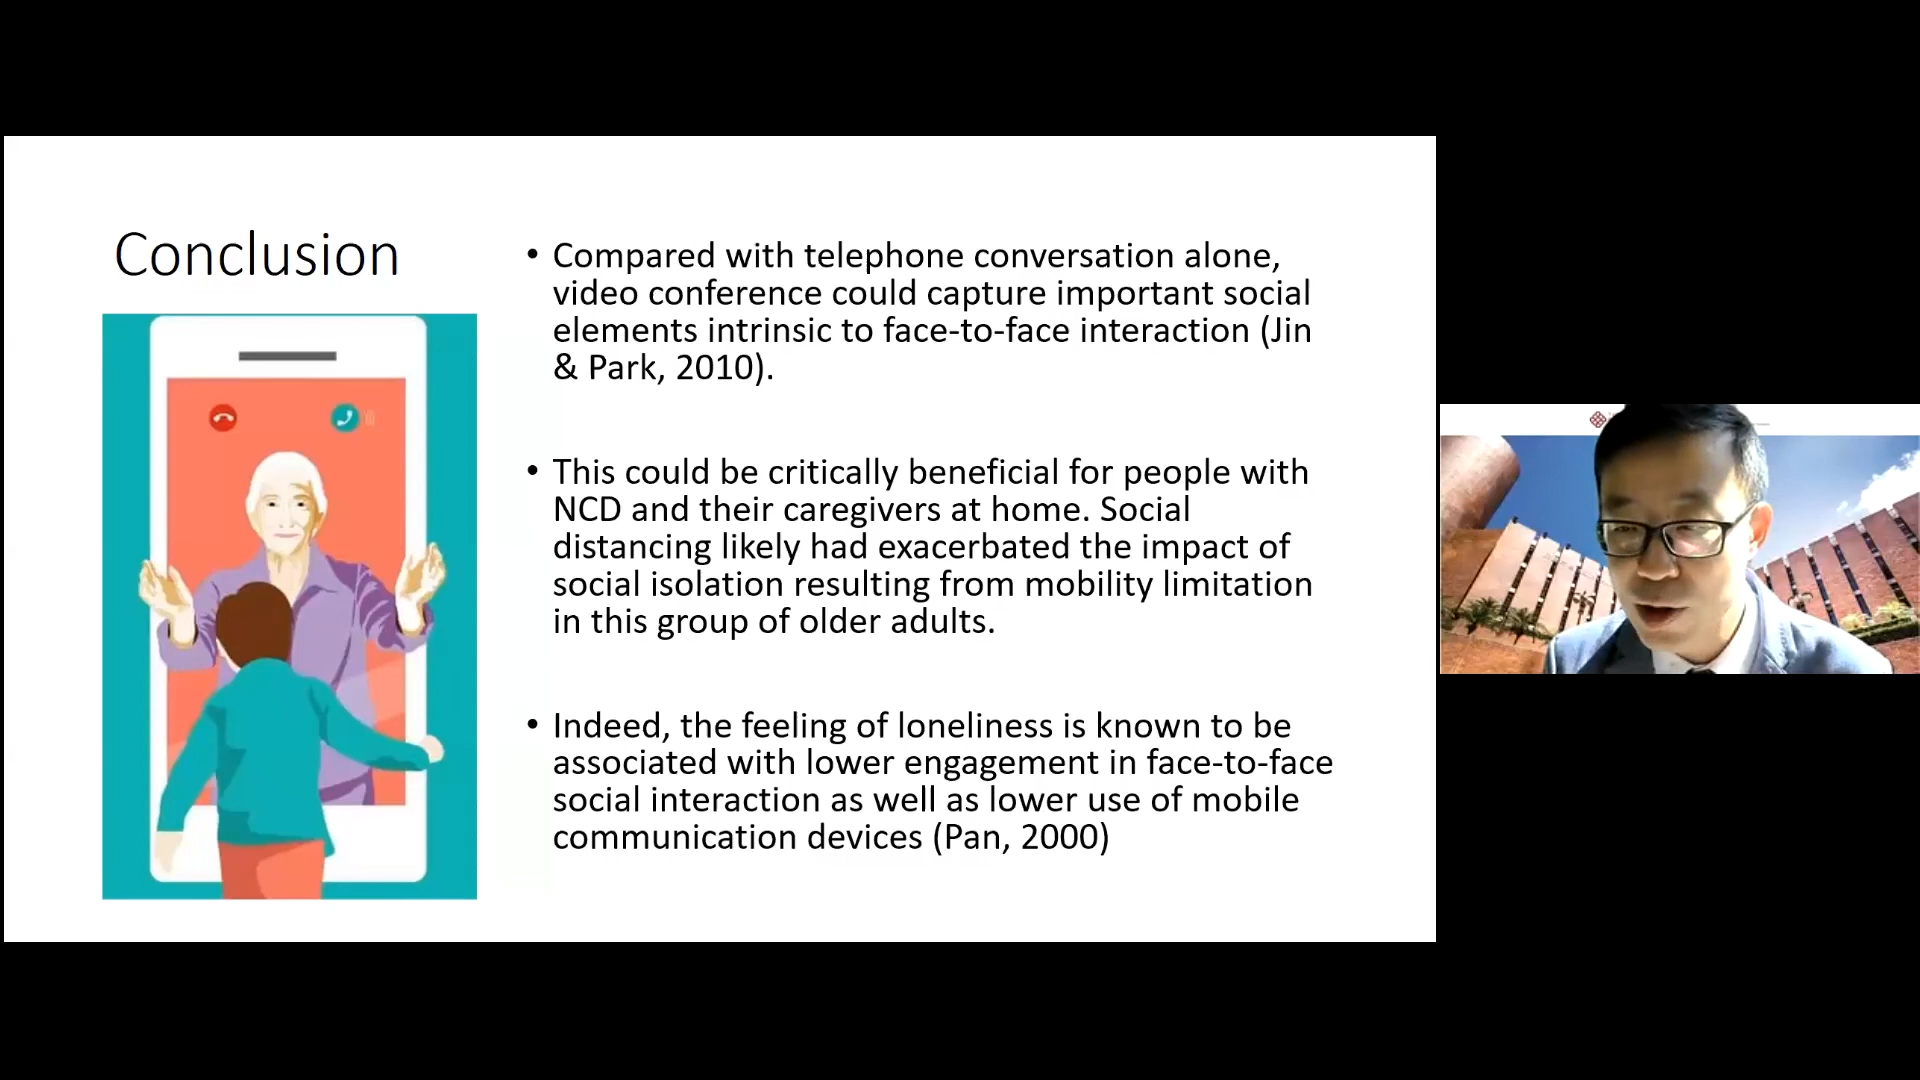 Conclusion
• Compared with telephone conversation alone,
video conference could capture important social
elements intrinsic to face-to-face interaction (Jin
& Park, 2010).
• This could be critically beneficial for people with
NCD and their caregivers at home. Social
distancing likely had exacerbated the impact of
social isolation resulting from mobility limitation
in this group of older adults.
• Indeed, the feeling of loneliness is known to be
associated with lower engagement in face-to-face
social interaction as well as lower use of mobile
communication devices (Pan, 2000)